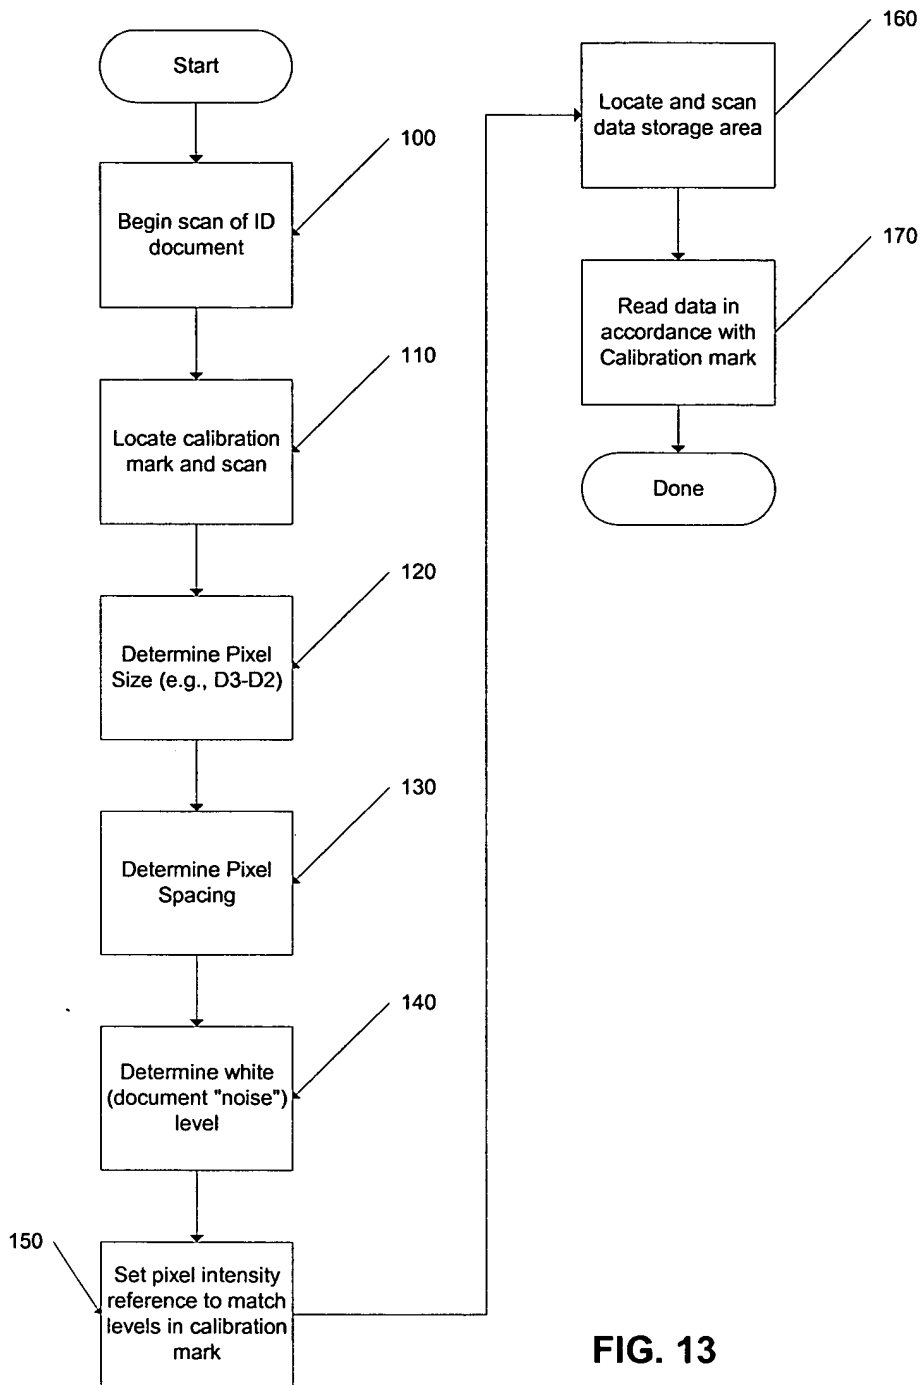 Start
100
Begin scan of ID
document
110
Locate calibration
mark and scan
120
Determine Pixel
Size (e.g., D3-D2)
130
Determine Pixel
Spacing
140
Determine white
(document "noise")
level
150
Set pixel intensity
reference to match
levels in calibration
mark
160
Locate and scan
data storage area
170
Read data in
accordance with
Calibration mark
Done
FIG. 13